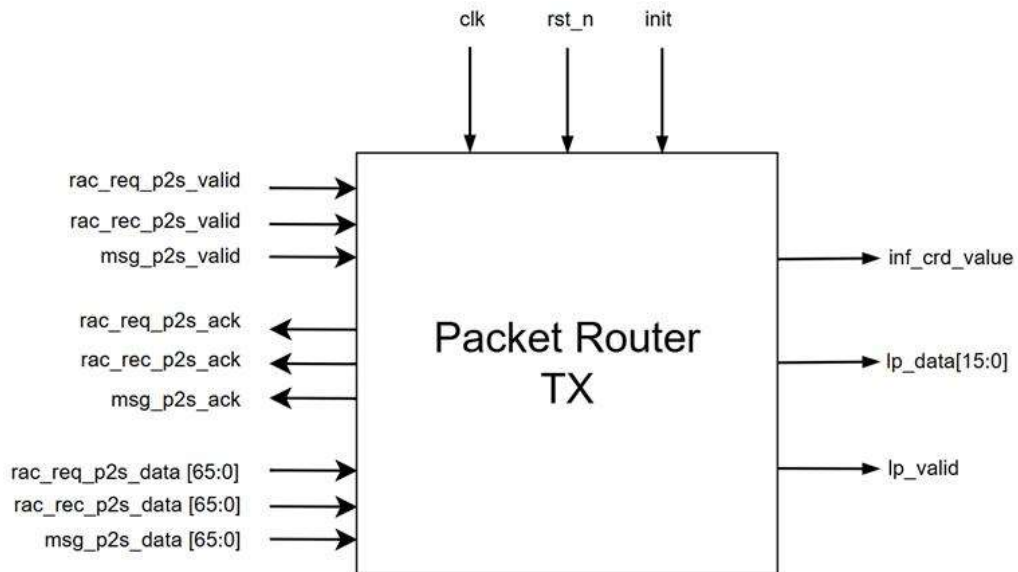 clk rst_n init
rac_req_p2s_valid
rac_rec_p2s_valid
msg_p2s_valid
inf_crd_value
rac_req_p2s_ack
rac_rec_p2s_ack
msg_p2s_ack
Packet Router
TX
lp_data[15:0]
lp_valid
rac_req_p2s_data [65:0]
rac_rec_p2s_data [65:0]
msg_p2s_data [65:0]